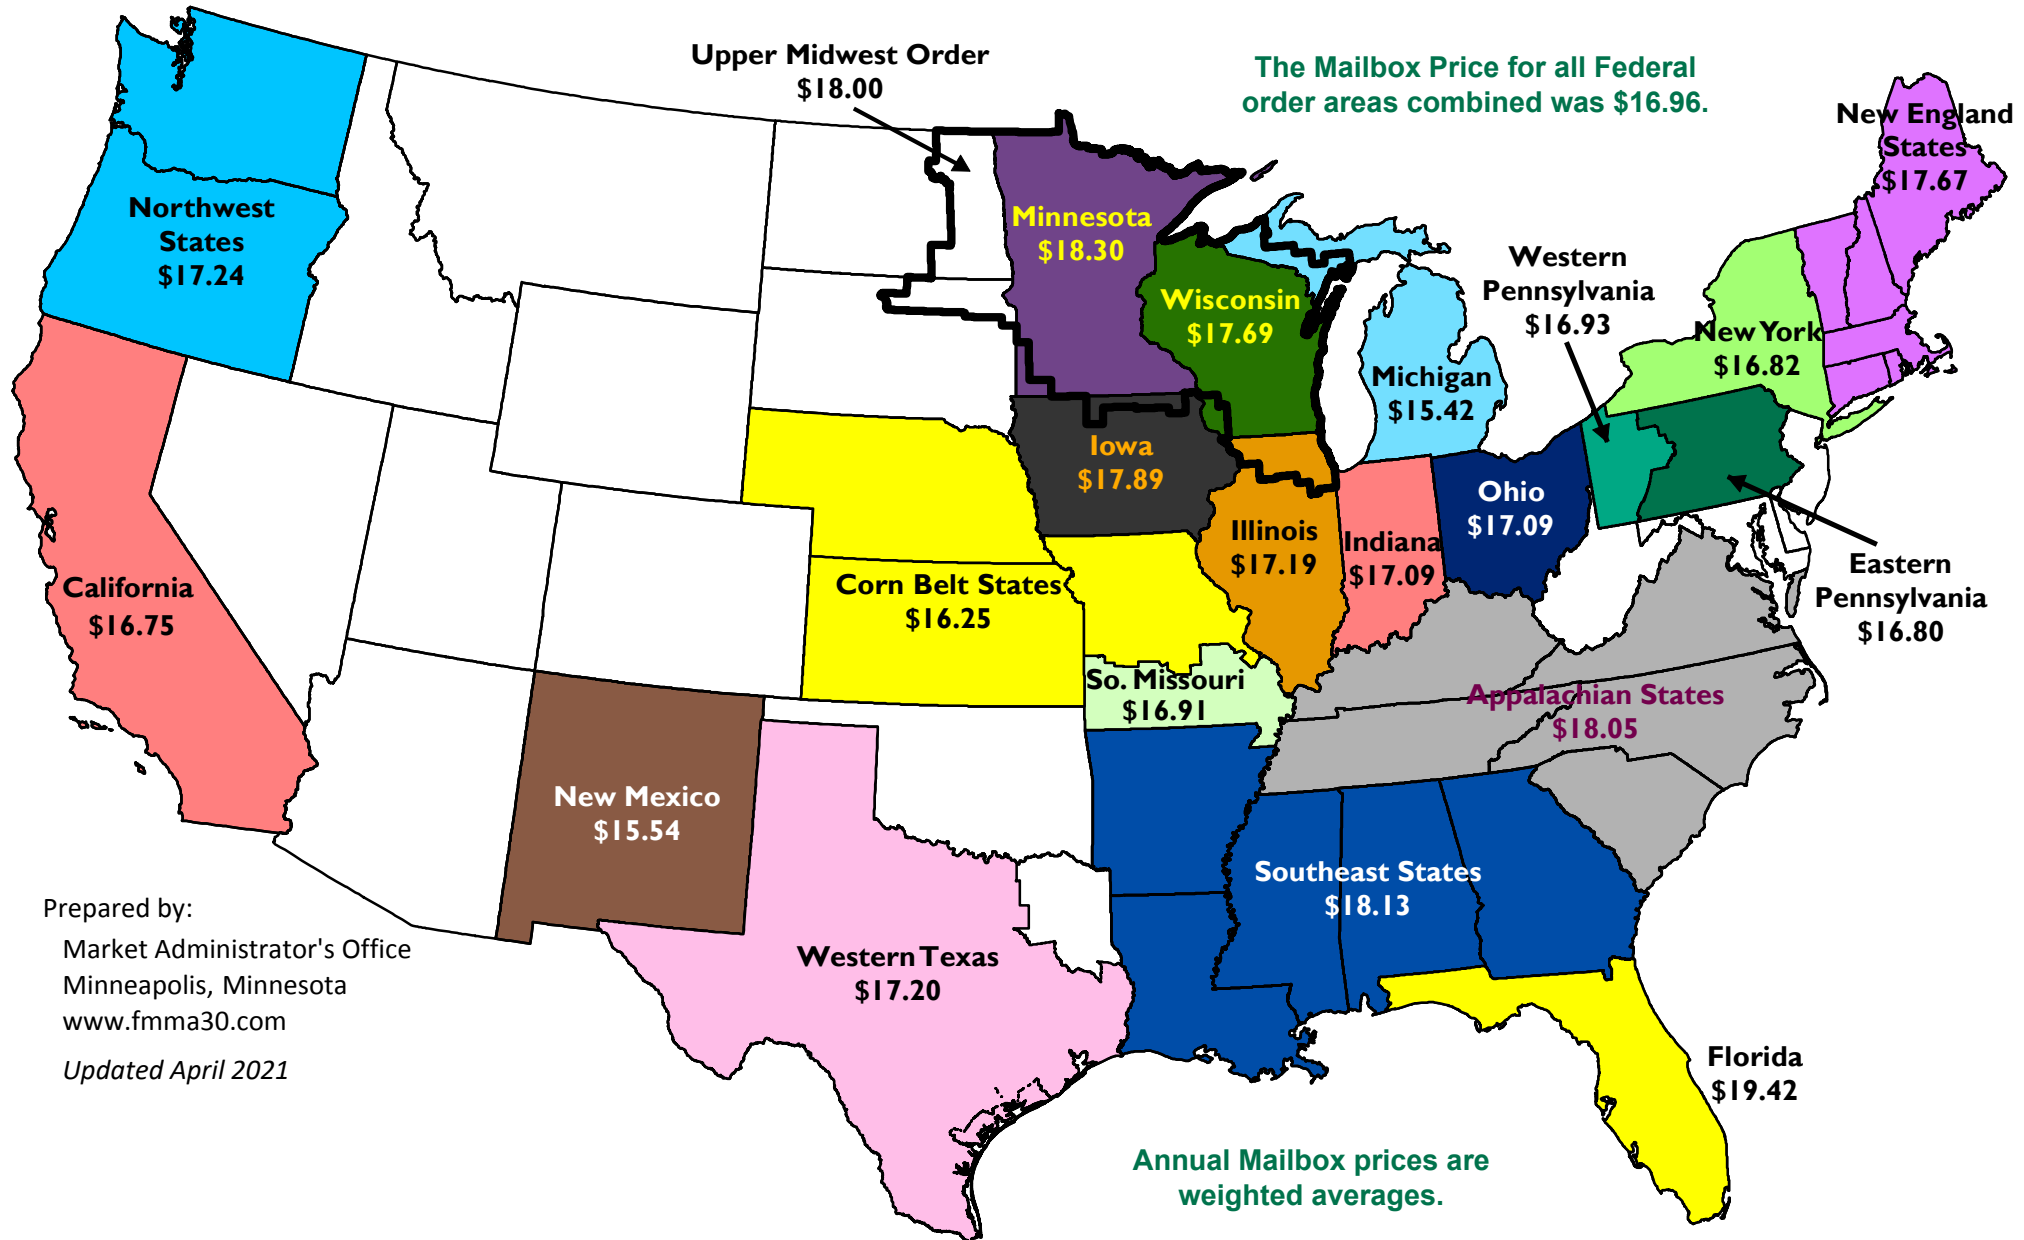 Upper Midwest Order
$18.00
The Mailbox Price for all Federal
order areas combined was $16.96.
New England
States
$17.67
Northwest
States
$17.24
Minnesota
$18.30
Wisconsin
$17.69
Western
Pennsylvania
$16.93
New York
$16.82
Michigan
$15.42
Iowa
$17.89
Ohio
$17.09
Illinois
$17.19
Indiana
$17.09
California
$16.75
Corn Belt States
$16.25
Eastern
Pennsylvania
$16.80
So. Missouri
$16.91
Appalachian States
$18.05
New Mexico
$15.54
Southeast States
$18.13
Western Texas
$17.20
Prepared by:
Market Administrator's Office
Minneapolis, Minnesota
www.fmma30.com
Updated April 2021
Florida
$19.42
Annual Mailbox prices are
weighted averages.